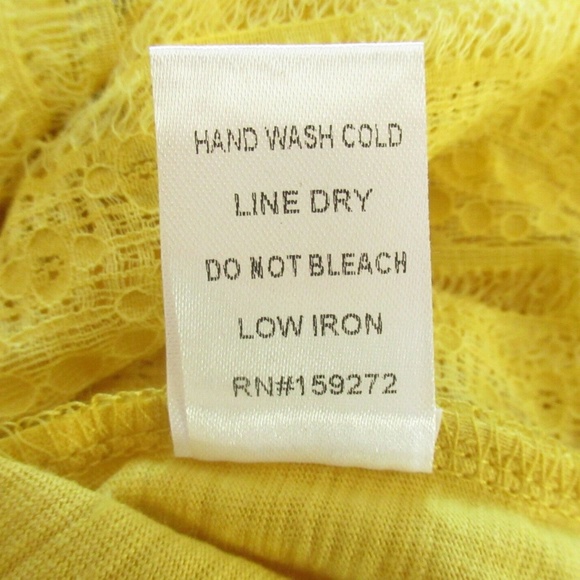 HAND WASH COLD
LINE DRY
DO NOT BLEACH
LOW IRON
RN#159272